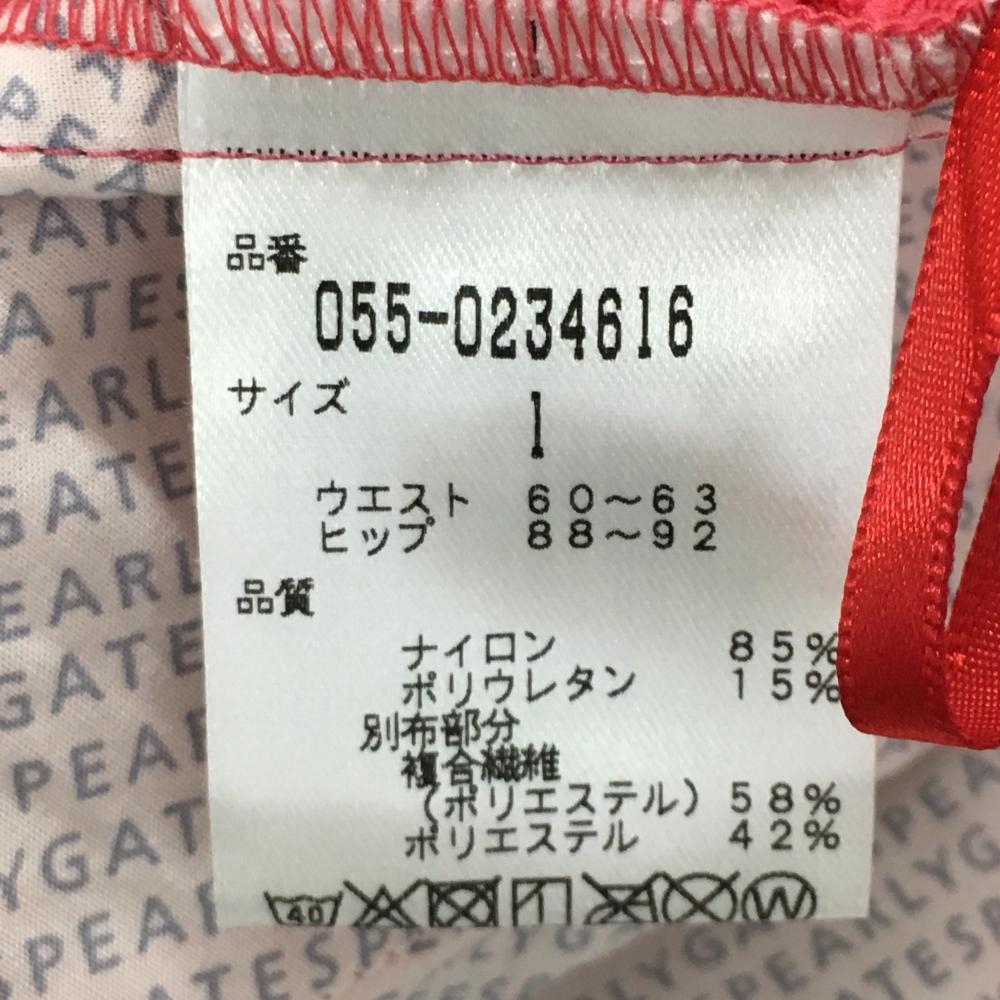 品番
055-0234616
サイズ
1
ウエスト 60～63
ヒップ 88～92
品質
ナイロン 85%
ポリウレタン 15%
別布部分
複合繊維
(ポリエステル) 58%
ポリエステル 42%
40
W
PEARLYGATES